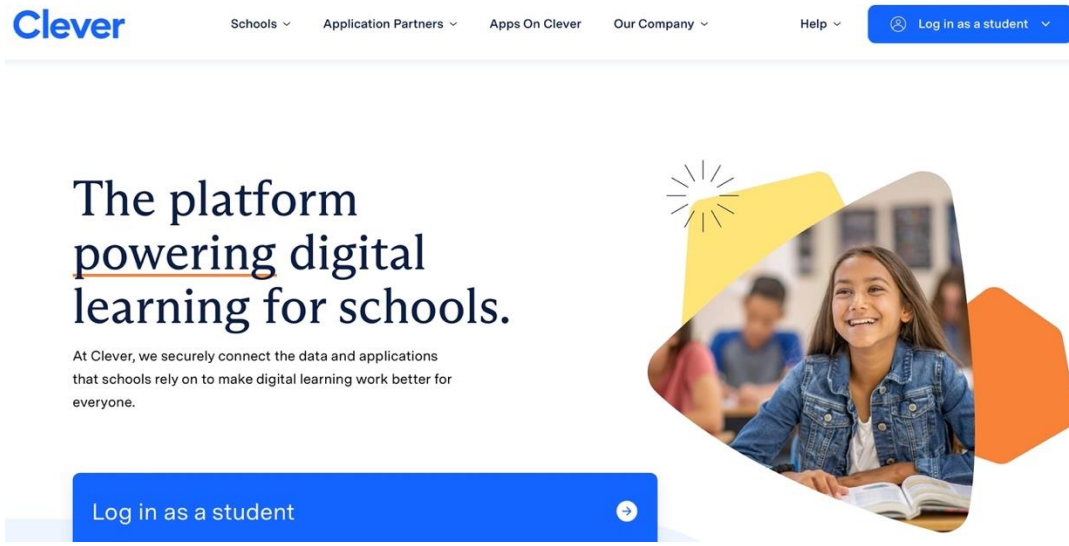 Clever
Schools
Application Partners
Apps On Clever
Our Company
Help
Log in as a student
The platform
powering digital
learning for schools.
At Clever, we securely connect the data and applications
that schools rely on to make digital learning work better for
everyone.
Log in as a student